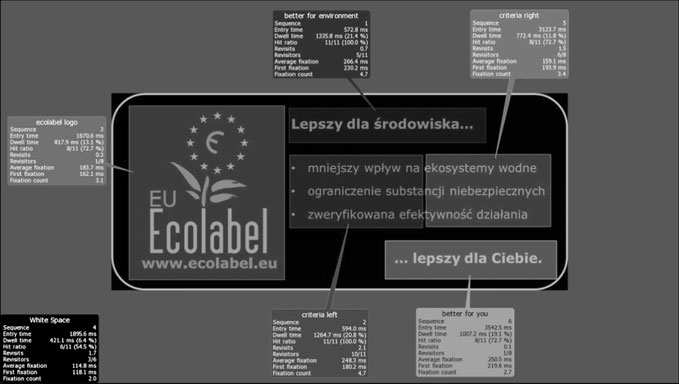 better for environment
Sequence 1
Entry time 572.8 ms
Dwell time 1335.8 ms (21.4 %)
Hit ratio 11/11 (100.0 %)
Revisits 0.7
Revisitors 5/11
Average fixation 266.4 ms
First fixation 230.2 ms
Fixation count 4.7
criteria right
Sequence 5
Entry time 3123.7 ms
Dwell time 772.4 ms (11.8 %)
Hit ratio 8/11 (72.7 %)
Revisits 1.5
Revisitors 6/8
Average fixation 159.1 ms
First fixation 193.9 ms
Fixation count 3.4
ecolabel logo
Sequence 3
Entry time 1670.6 ms
Dwell time 817.9 ms (13.1 %)
Hit ratio 8/11 (72.7 %)
Revisits 0.3
Revisitors 1/8
Average fixation 183.7 ms
First fixation 162.1 ms
Fixation count 3.1
EU
Ecolabel
www.ecolabel.eu
Lepszy dla środowiska...
• mniejszy wpływ na ekosystemy wodne
• ograniczenie substancji niebezpiecznych
• zweryfikowana efektywność działania
... lepszy dla Ciebie.
White Space
Sequence 4
Entry time 1895.6 ms
Dwell time 421.1 ms (6.4 %)
Hit ratio 6/11 (54.5 %)
Revisits 1.7
Revisitors 3/6
Average fixation 114.8 ms
First fixation 118.1 ms
Fixation count 2.0
criteria left
Sequence 2
Entry time 594.0 ms
Dwell time 1264.7 ms (20.8 %)
Hit ratio 11/11 (100.0 %)
Revisits 2.1
Revisitors 10/11
Average fixation 248.3 ms
First fixation 180.2 ms
Fixation count 4.7
better for you
Sequence 6
Entry time 3542.5 ms
Dwell time 1007.2 ms (19.1 %)
Hit ratio 8/11 (72.7 %)
Revisits 0.1
Revisitors 1/8
Average fixation 250.5 ms
First fixation 219.6 ms
Fixation count 2.7